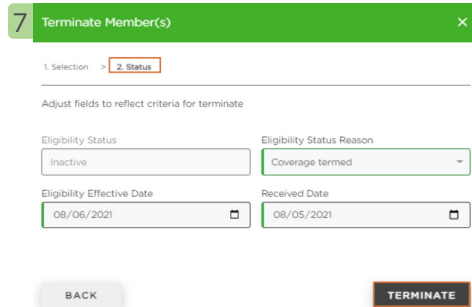 7
Terminate Member(s)
1. Selection > 2. Status
Adjust fields to reflect criteria for terminate
Eligibility Status Eligibility Status Reason
Inactive Coverage termed
Eligibility Effective Date Received Date
08/06/2021 08/05/2021
BACK TERMINATE